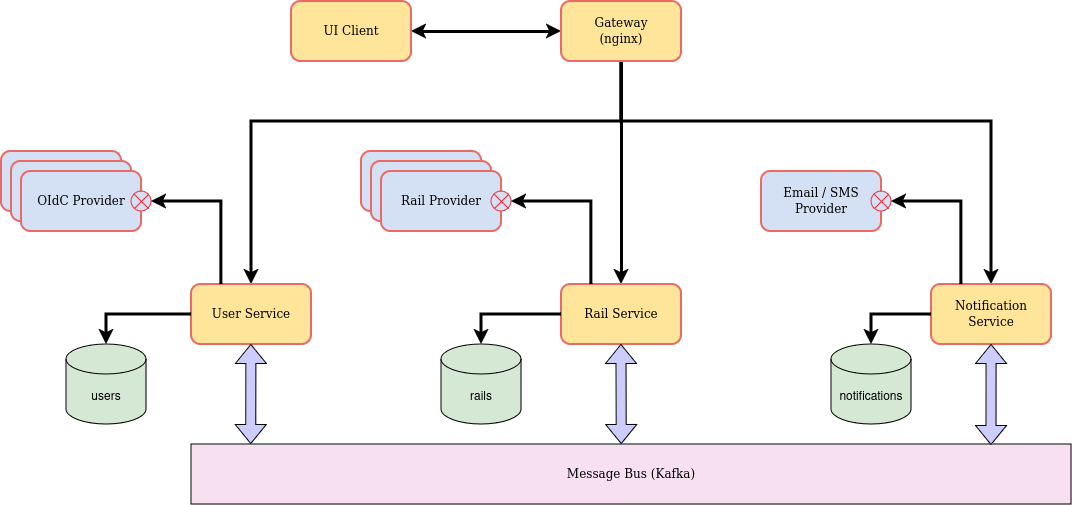 UI Client
Gateway
(nginx)
OIdC Provider
Rail Provider
Email / SMS
Provider
User Service
Rail Service
Notification
Service
users
rails
notifications
Message Bus (Kafka)